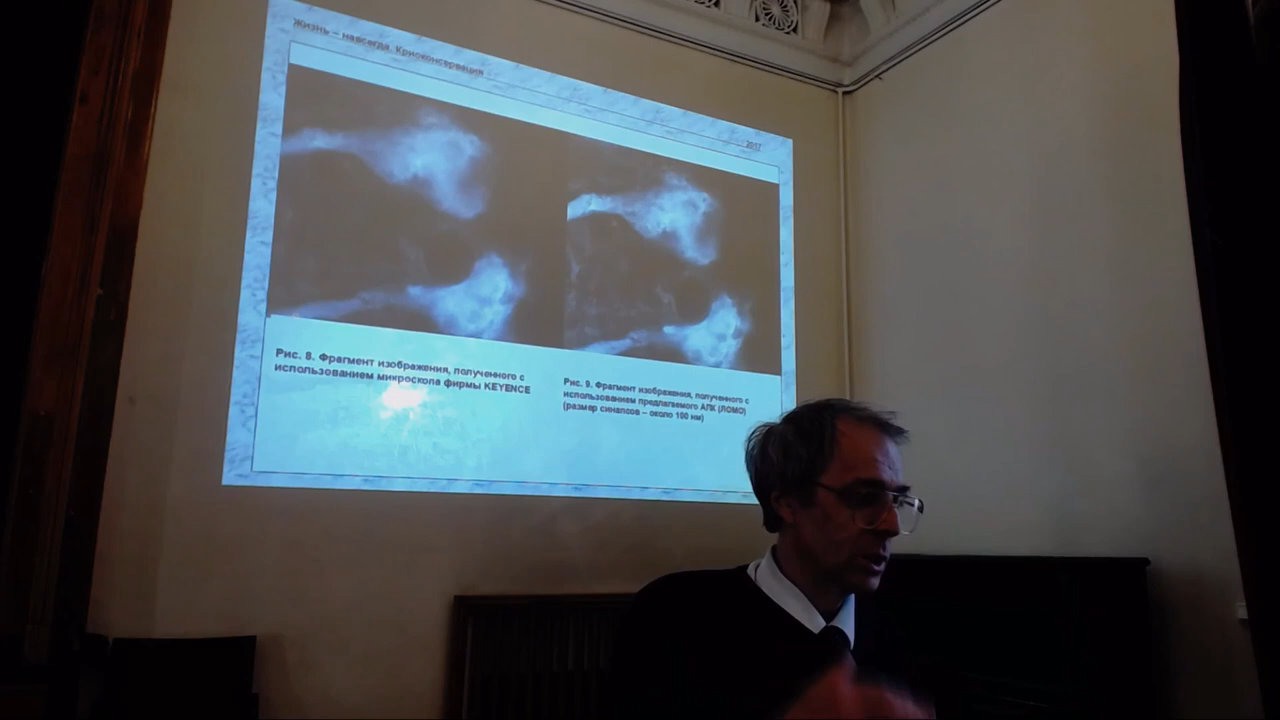 Жизнь – навсегда. Криоконсервация
2017
Рис. 8. Фрагмент изображения, полученного с
использованием микроскопа фирмы KEYENCE
Рис. 9. Фрагмент изображения, полученного с
использованием предлагаемого АПК (ЛОМО)
(размер синапсов – около 100 нм)